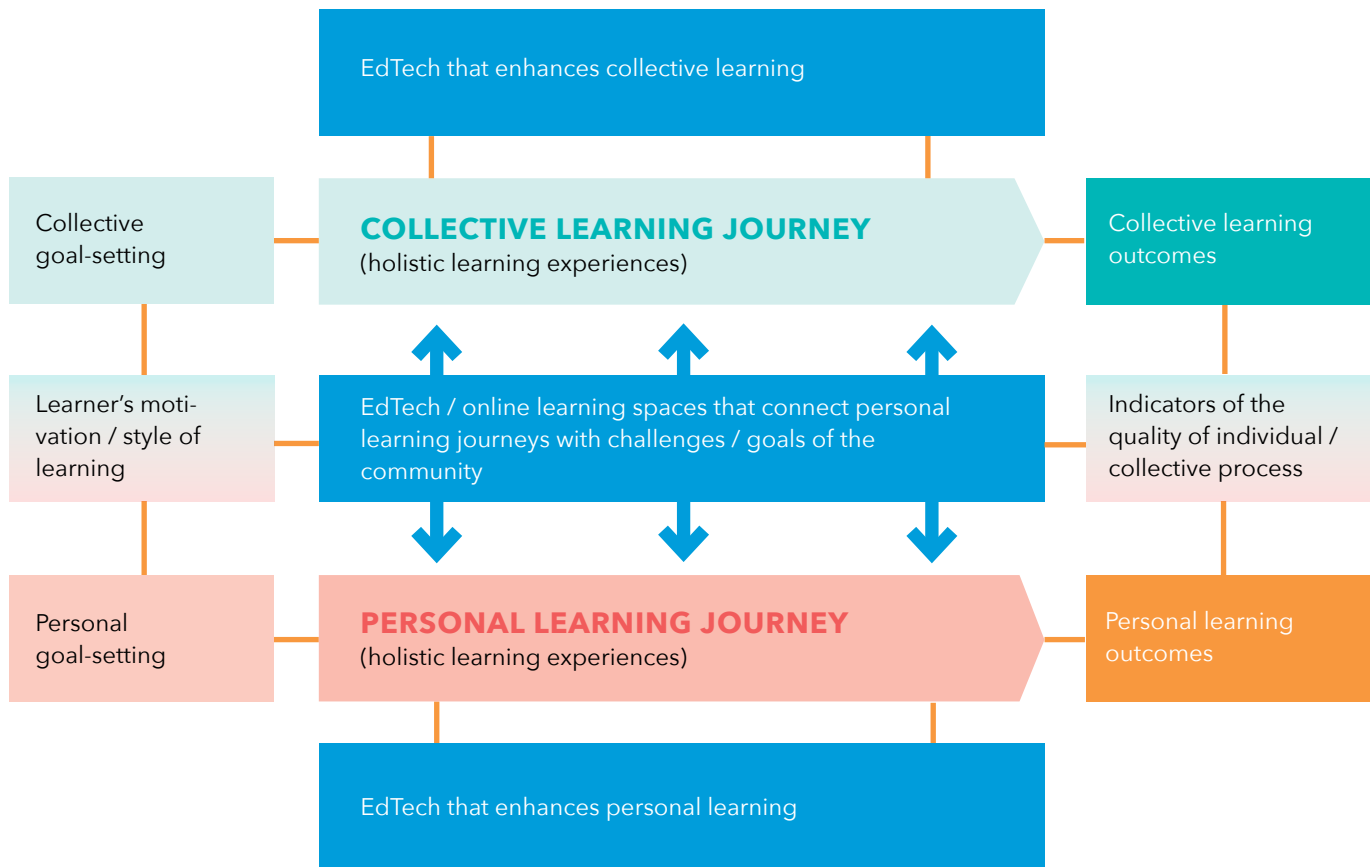 EdTech that enhances collective learning
Collective
goal-setting
COLLECTIVE LEARNING JOURNEY
(holistic learning experiences)
Collective learning
outcomes
Learner's moti-
vation / style of
learning
EdTech / online learning spaces that connect personal
learning journeys with challenges / goals of the
community
Indicators of the
quality of individual /
collective process
Personal
goal-setting
PERSONAL LEARNING JOURNEY
(holistic learning experiences)
Personal learning
outcomes
EdTech that enhances personal learning